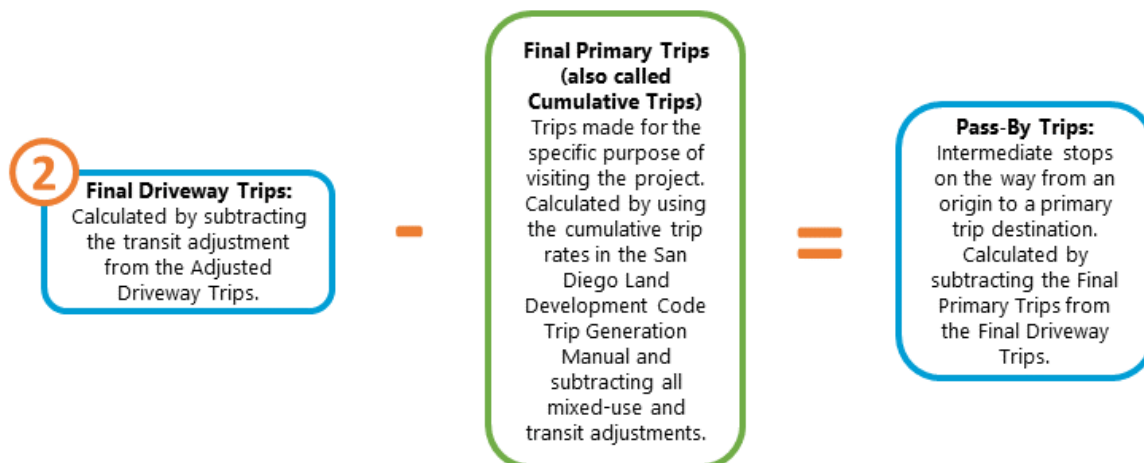 2
Final Driveway Trips:
Calculated by subtracting
the transit adjustment
from the Adjusted
Driveway Trips.
-
Final Primary Trips
(also called
Cumulative Trips)
Trips made for the
specific purpose of
visiting the project.
Calculated by using
the cumulative trip
rates in the San
Diego Land
Development Code
Trip Generation
Manual and
subtracting all
mixed-use and
transit adjustments.
=
Pass-By Trips:
Intermediate stops
on the way from an
origin to a primary
trip destination.
Calculated by
subtracting the Final
Primary Trips from
the Final Driveway
Trips.